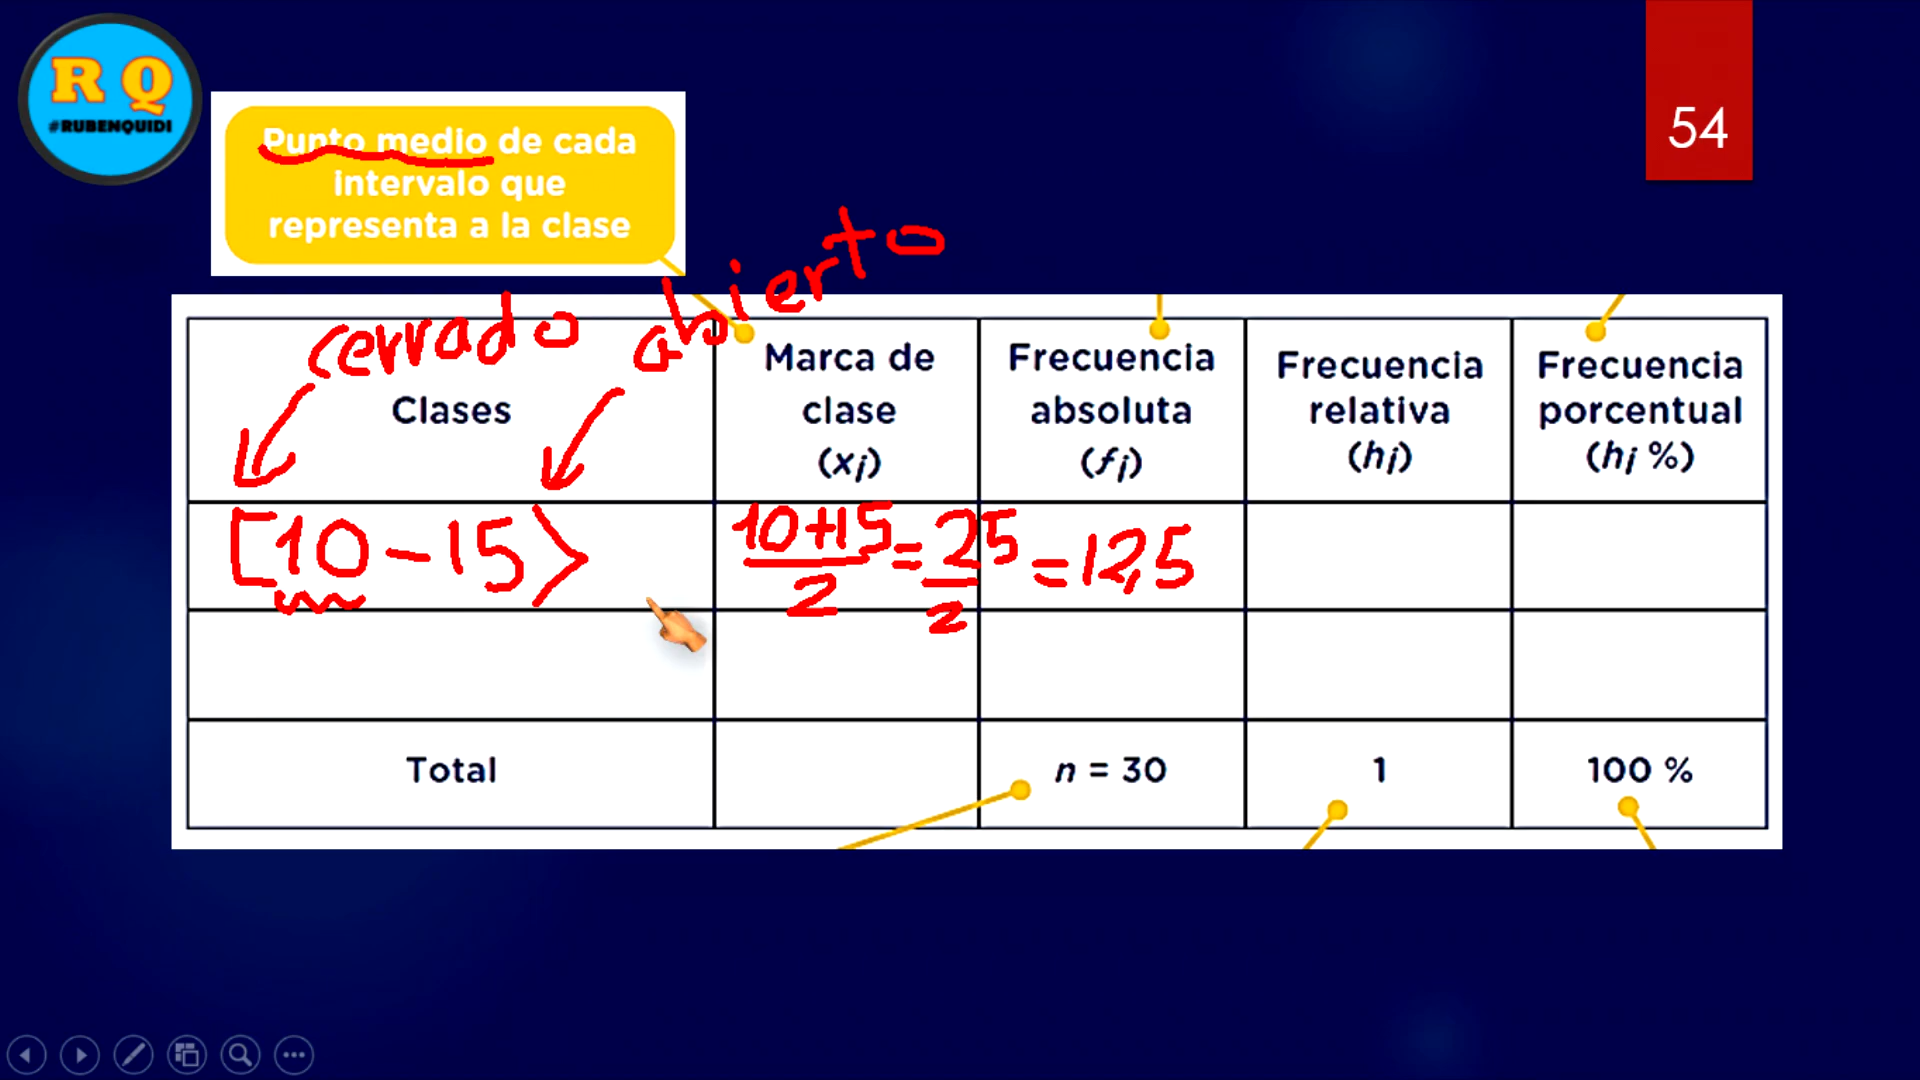 R Q
#RUBENQUIDI
54
Punto medio de cada
intervalo que
representa a la clase
cerrado
abierto
Clases
Marca de
clase
(xi)
Frecuencia
absoluta
(fi)
Frecuencia
relativa
(hi)
Frecuencia
porcentual
(hi %)
[10-15⟩
10+15/2 = 25/2 = 12,5
Total
n = 30
1
100 %